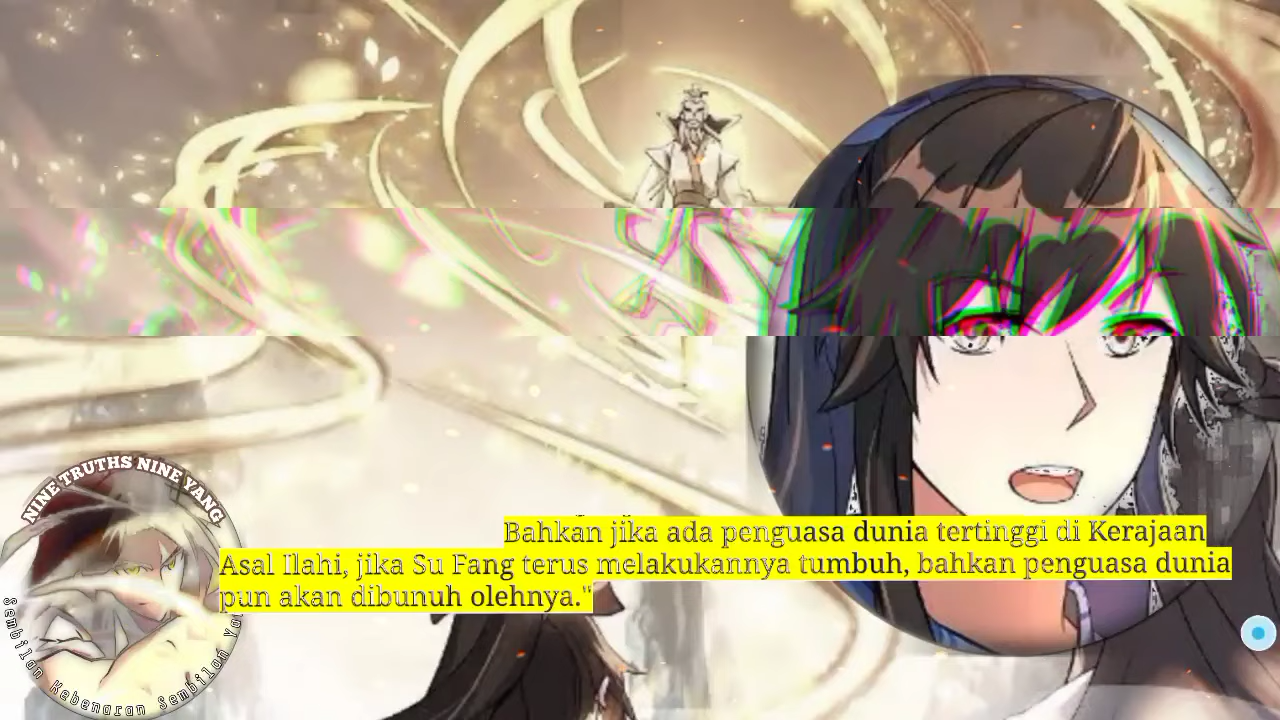 NINE TRUTHS NINE YANG
Bahkan jika ada penguasa dunia tertinggi di Kerajaan
Asal Ilahi, jika Su Fang terus melakukannya tumbuh, bahkan penguasa dunia
pun akan dibunuh olehnya."
Sembilan Kebenaran Sembilan